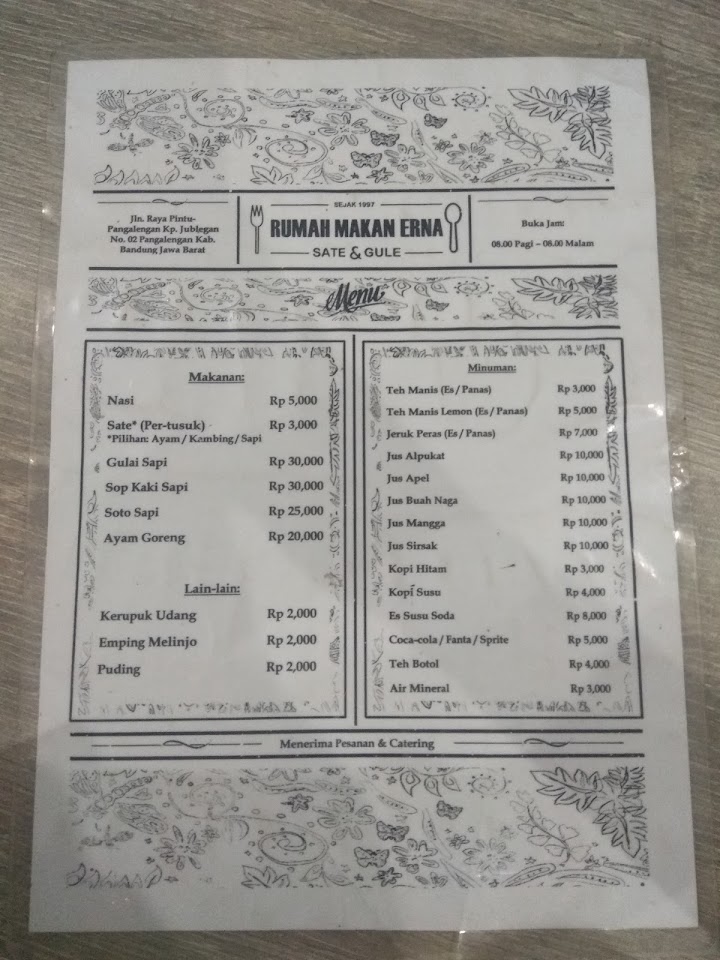 Jln. Raya Pintu-
Pangalengan Kp. Jublegan
No. 02 Pangalengan Kab.
Bandung Jawa Barat
SEJAK 1997
RUMAH MAKAN ERNA
SATE & GULE
Buka Jam:
08.00 Pagi – 08.00 Malam
Menu
Makanan:
Nasi Rp 5,000
Sate* (Per-tusuk) Rp 3,000
*Pilihan: Ayam / Kambing / Sapi
Gulai Sapi Rp 30,000
Sop Kaki Sapi Rp 30,000
Soto Sapi Rp 25,000
Ayam Goreng Rp 20,000
Lain-lain:
Kerupuk Udang Rp 2,000
Emping Melinjo Rp 2,000
Puding Rp 2,000
Minuman:
Teh Manis (Es / Panas) Rp 3,000
Teh Manis Lemon (Es / Panas) Rp 5,000
Jeruk Peras (Es / Panas) Rp 7,000
Jus Alpukat Rp 10,000
Jus Apel Rp 10,000
Jus Buah Naga Rp 10,000
Jus Mangga Rp 10,000
Jus Sirsak Rp 10,000
Kopi Hitam Rp 3,000
Kopi Susu Rp 4,000
Es Susu Soda Rp 8,000
Coca-cola / Fanta / Sprite Rp 5,000
Teh Botol Rp 4,000
Air Mineral Rp 3,000
Menerima Pesanan & Catering